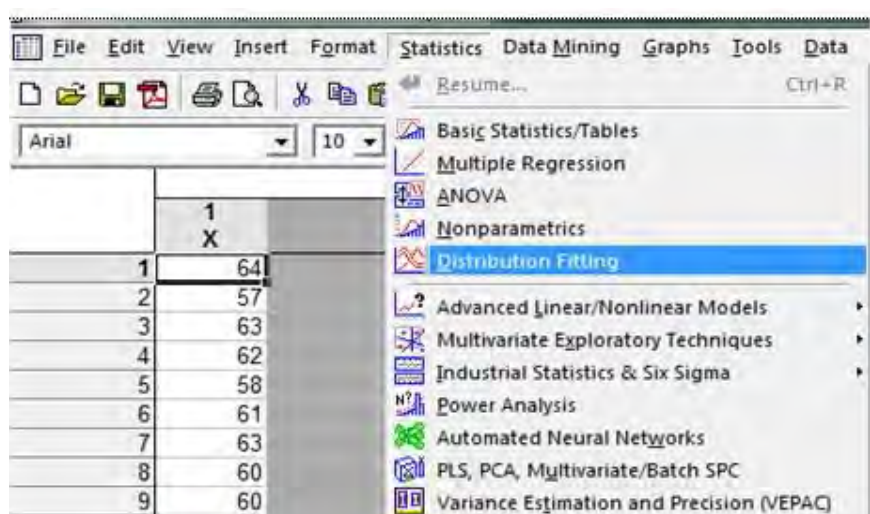 File Edit View Insert Format Statistics Data Mining Graphs Tools Data
Resume... Ctrl+R
Arial 10
Basic Statistics/Tables
Multiple Regression
ANOVA
Nonparametrics
Distribution Fitting
Advanced Linear/Nonlinear Models
Multivariate Exploratory Techniques
Industrial Statistics & Six Sigma
Power Analysis
Automated Neural Networks
PLS, PCA, Multivariate/Batch SPC
Variance Estimation and Precision (VEPAC)
1
X
1 64
2 57
3 63
4 62
5 58
6 61
7 63
8 60
9 60